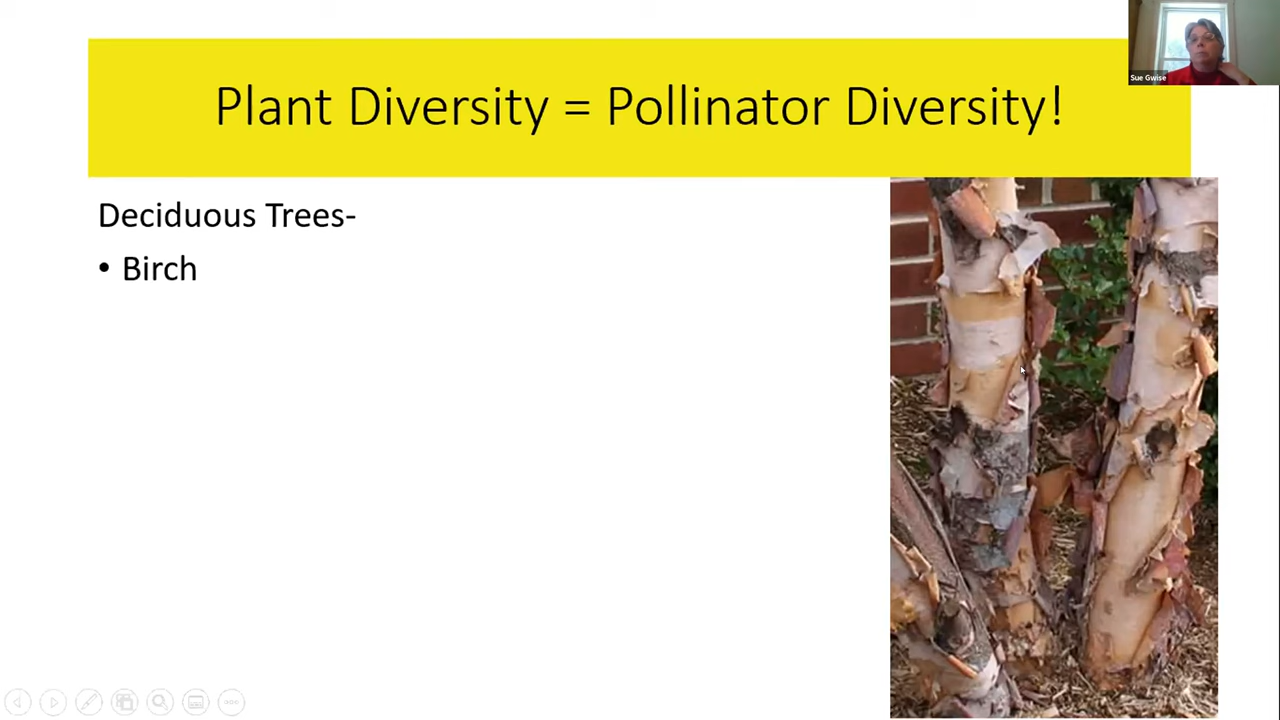 Plant Diversity = Pollinator Diversity!
Sue Gwise
Deciduous Trees-
• Birch